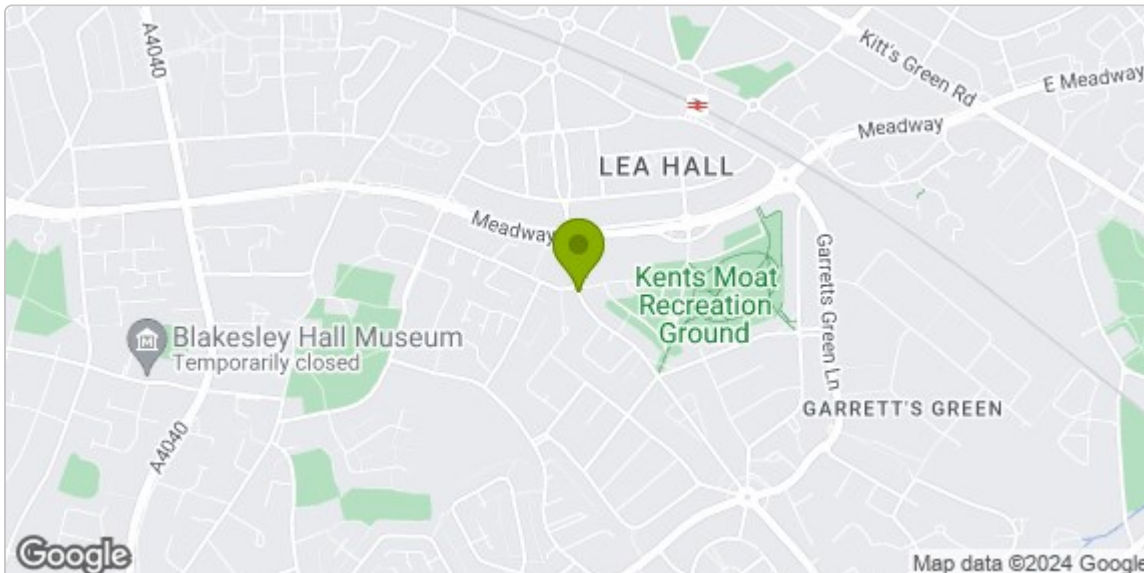 A4040
Kitt's Green Rd
E Meadway
Meadway
LEA HALL
Meadway
Garretts Green Ln
Kents Moat
Recreation
Ground
Blakesley Hall Museum
Temporarily closed
GARRETT'S GREEN
A4040
Google
Map data ©2024 Google